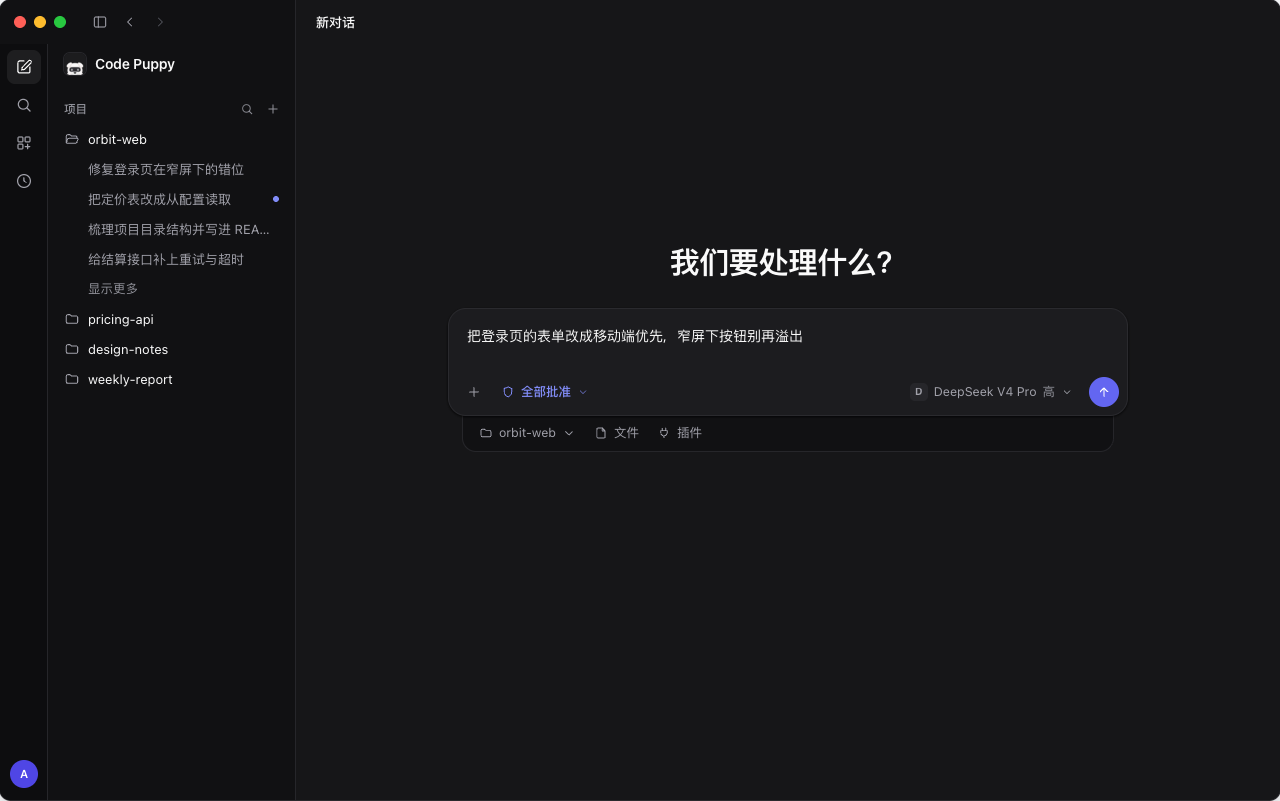 新对话
Code Puppy
项目
orbit-web
修复登录页在窄屏下的错位
把定价表改成从配置读取
梳理项目目录结构并写进 REA...
给结算接口补上重试与超时
显示更多
pricing-api
design-notes
weekly-report
A
我们要处理什么?
把登录页的表单改成移动端优先，窄屏下按钮别再溢出
全部批准
D DeepSeek V4 Pro 高
orbit-web 文件 插件